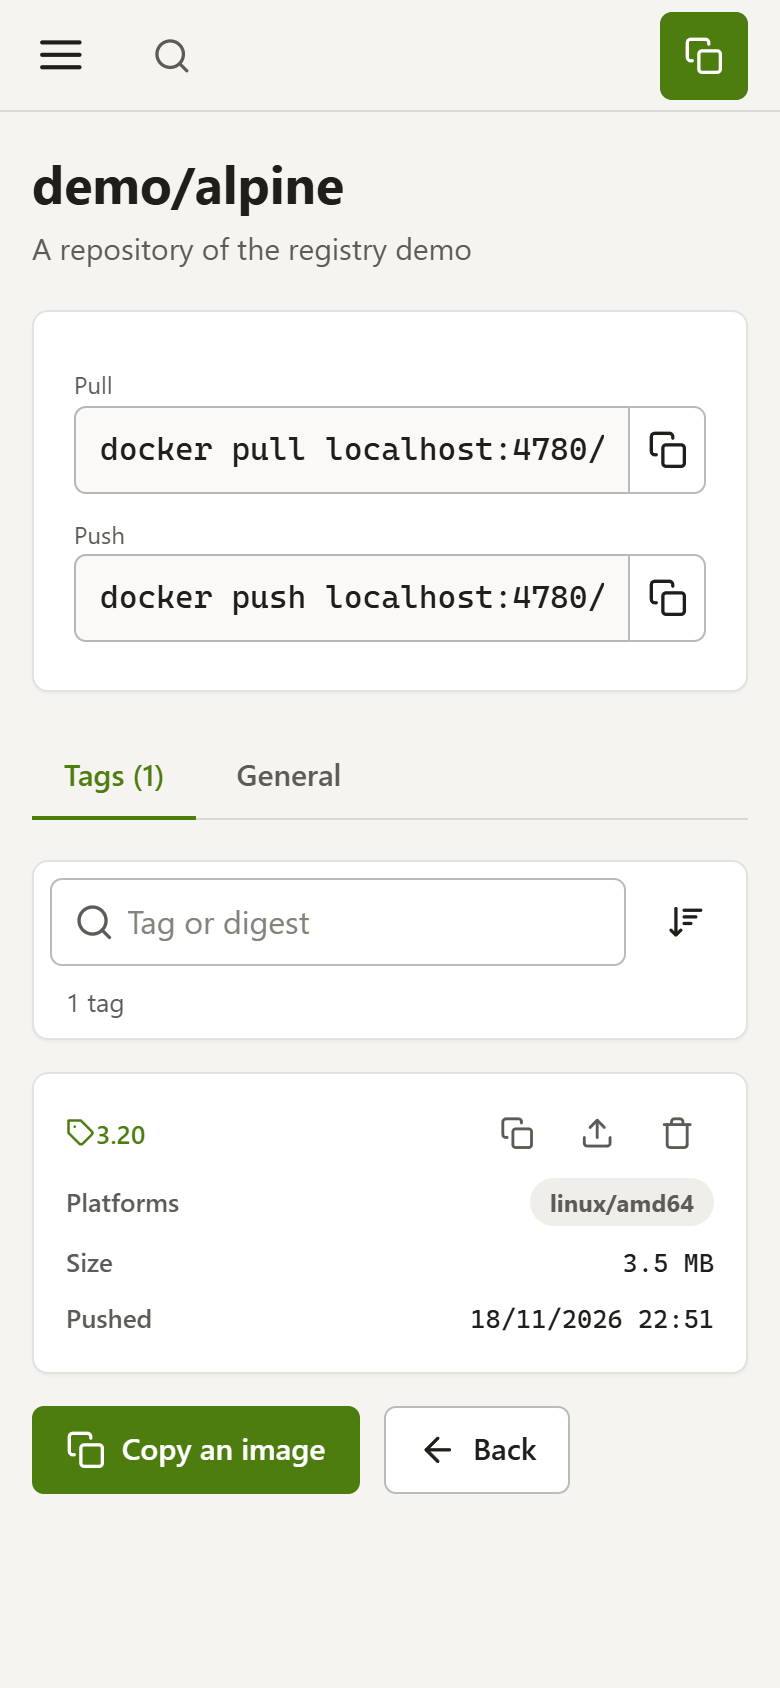 demo/alpine
A repository of the registry demo
Pull
docker pull localhost:4780/
Push
docker push localhost:4780/
Tags (1)
General
Tag or digest
1 tag
3.20
Platforms
linux/amd64
Size
3.5 MB
Pushed
18/11/2026 22:51
Copy an image
Back